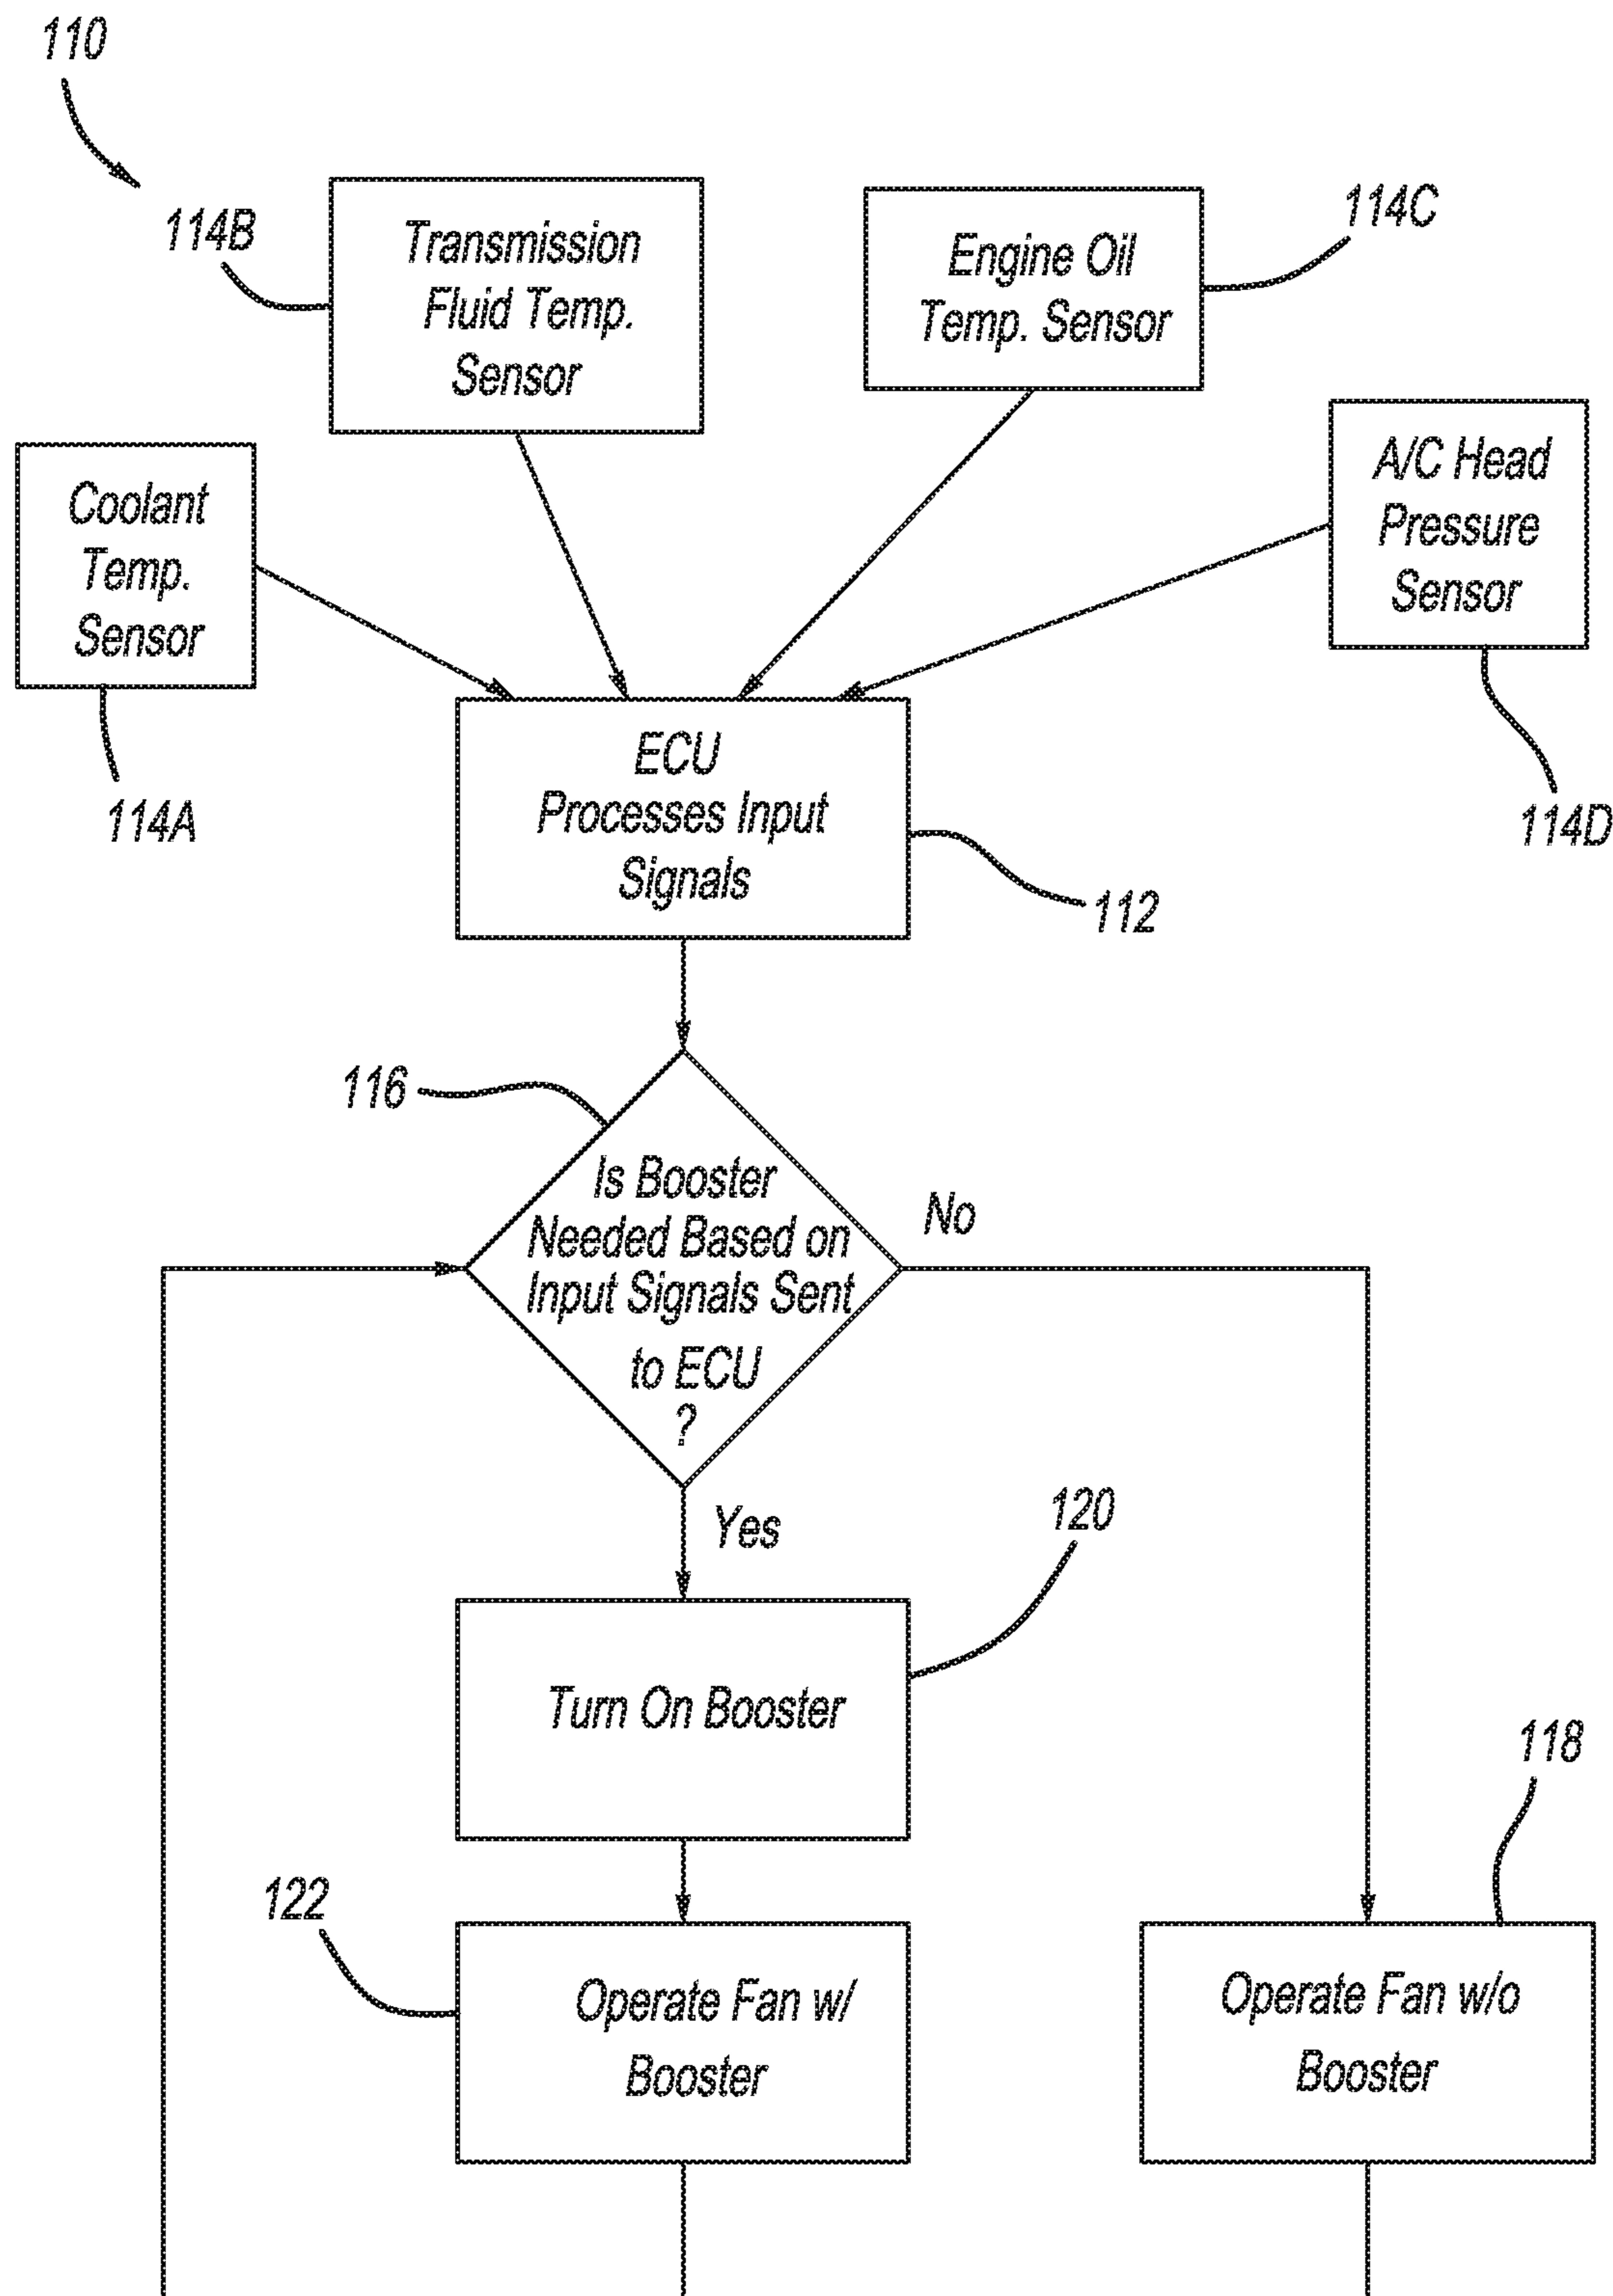 110
114B
Transmission
Fluid Temp.
Sensor
Engine Oil
Temp. Sensor
114C
Coolant
Temp.
Sensor
A/C Head
Pressure
Sensor
114A
114D
ECU
Processes Input
Signals
112
116
Is Booster
Needed Based on
Input Signals Sent
to ECU
?
No
Yes
120
Turn On Booster
118
122
Operate Fan w/
Booster
Operate Fan w/o
Booster